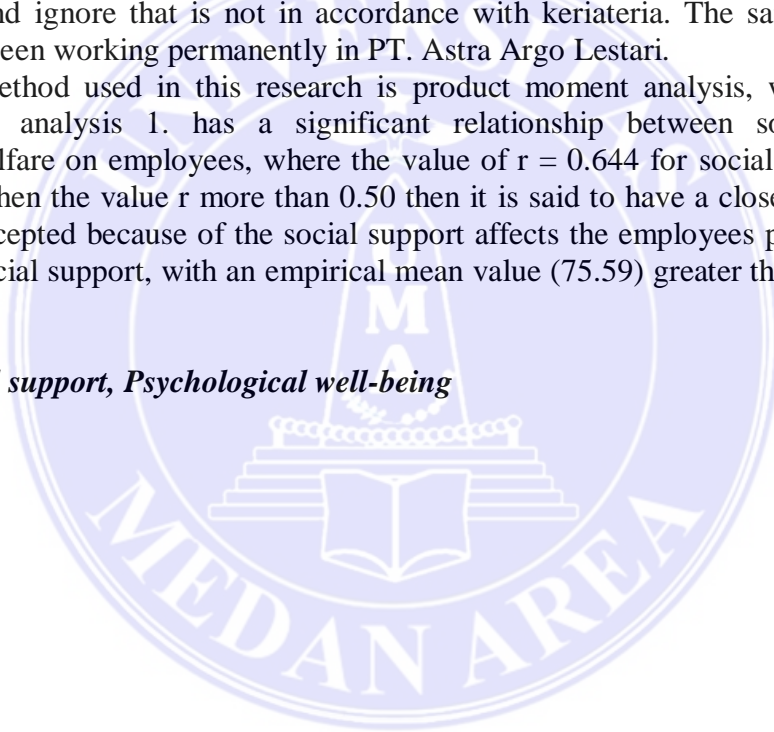 nd ignore that is not in accordance with keriateria. The sa
een working permanently in PT. Astra Argo Lestari.
ethod used in this research is product moment analysis, v
analysis 1. has a significant relationship between so
lfare on employees, where the value of r = 0.644 for social
hen the value r more than 0.50 then it is said to have a close
cepted because of the social support affects the employees p
cial support, with an empirical mean value (75.59) greater th
support, Psychological well-being
UNIVERSITAS
UMA
MEDAN AREA